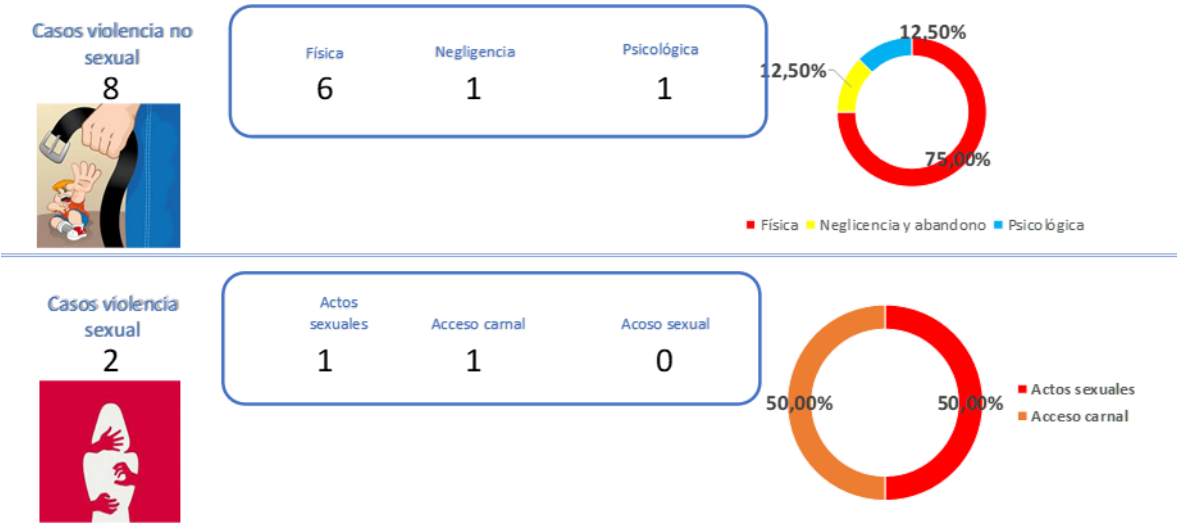 Casos violencia no
sexual
8
Física
Negligencia
Psicológica
6
1
1
12,50%
12,50%
75,00%
Física
Neglicencia y abandono
Psicológica
Casos violencia
sexual
2
Actos
sexuales
Acceso carnal
Acoso sexual
1
1
0
50,00%
50,00%
Actos sexuales
Acceso carnal